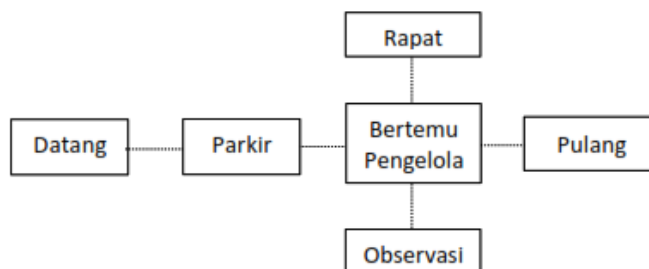 Rapat
Datang
Parkir
Bertemu
Pengelola
Pulang
Observasi